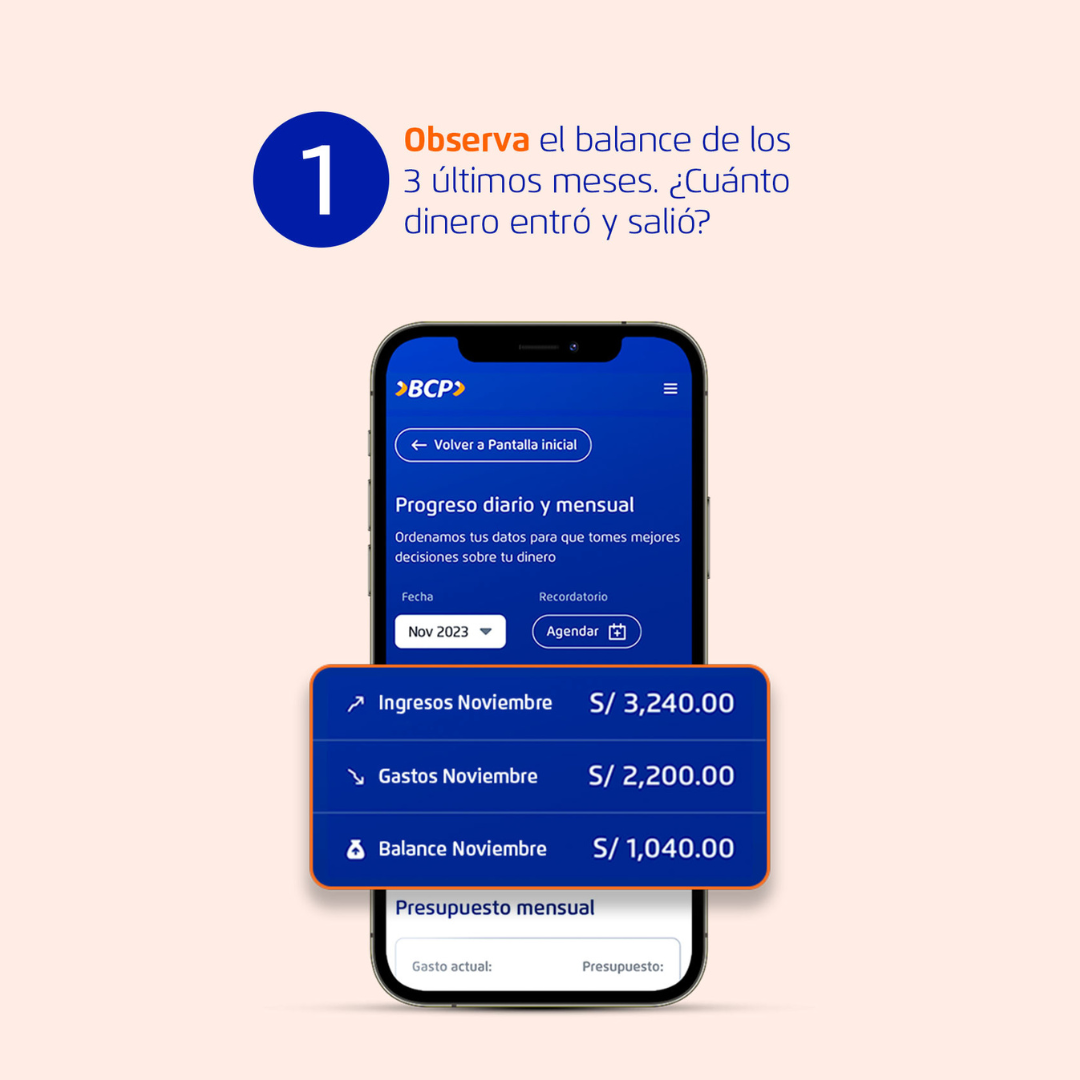 1
Observa el balance de los
3 últimos meses. ¿Cuánto
dinero entró y salió?
BCP
Volver a Pantalla inicial
Progreso diario y mensual
Ordenamos tus datos para que tomes mejores
decisiones sobre tu dinero
Fecha
Recordatorio
Nov 2023
Agendar
Ingresos Noviembre S/ 3,240.00
Gastos Noviembre S/ 2,200.00
Balance Noviembre S/ 1,040.00
Presupuesto mensual
Gasto actual: Presupuesto: